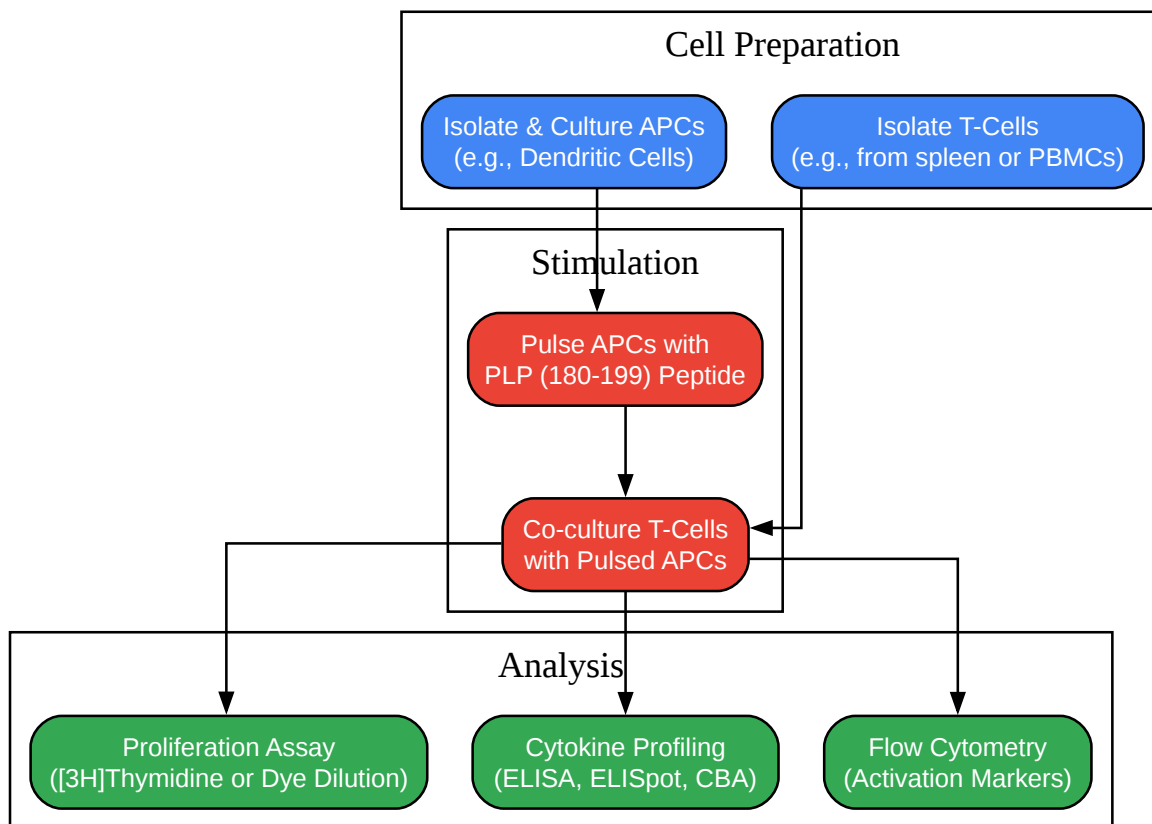 Cell Preparation
Isolate & Culture APCs
(e.g., Dendritic Cells)
Isolate T-Cells
(e.g., from spleen or PBMCs)
Stimulation
Pulse APCs with
PLP (180-199) Peptide
Co-culture T-Cells
with Pulsed APCs
Analysis
Proliferation Assay
([3H]Thymidine or Dye Dilution)
Cytokine Profiling
(ELISA, ELISpot, CBA)
Flow Cytometry
(Activation Markers)